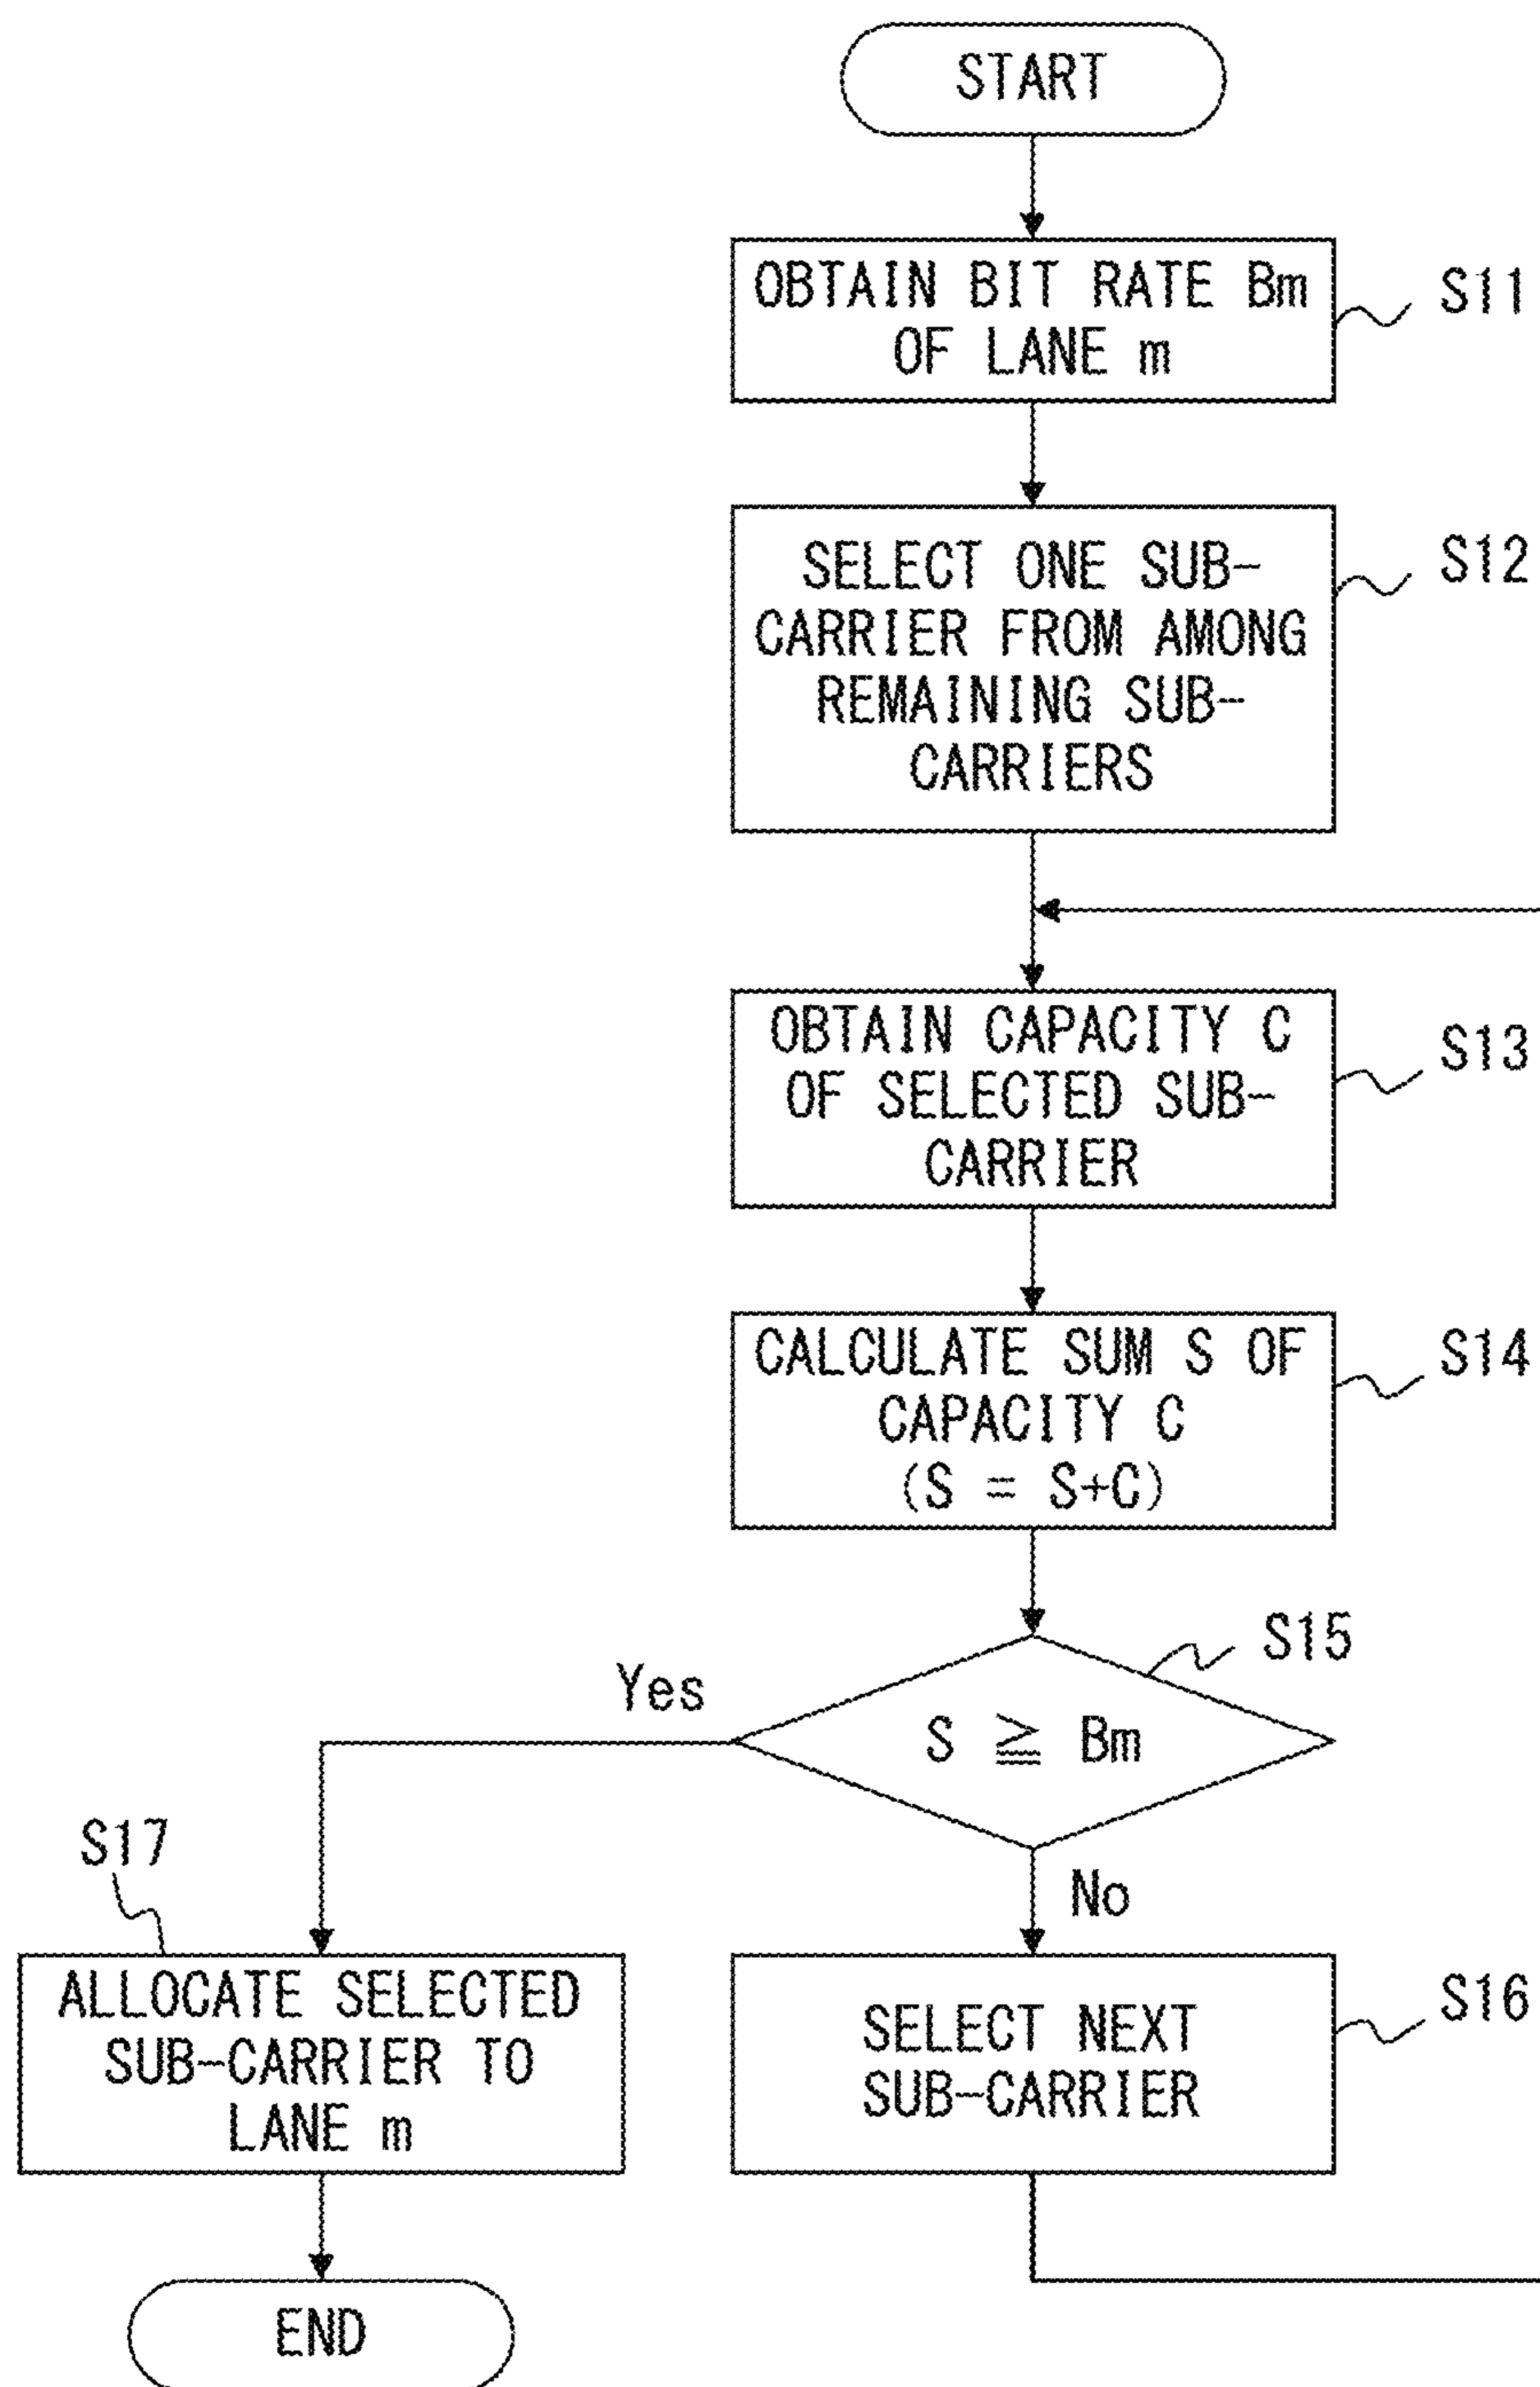 START
OBTAIN BIT RATE Bm
OF LANE m
S11
SELECT ONE SUB-
CARRIER FROM AMONG
REMAINING SUB-
CARRIERS
S12
OBTAIN CAPACITY C
OF SELECTED SUB-
CARRIER
S13
CALCULATE SUM S OF
CAPACITY C
(S = S+C)
S14
S15
Yes
S ≧ Bm
No
S17
ALLOCATE SELECTED
SUB-CARRIER TO
LANE m
SELECT NEXT
SUB-CARRIER
S16
END